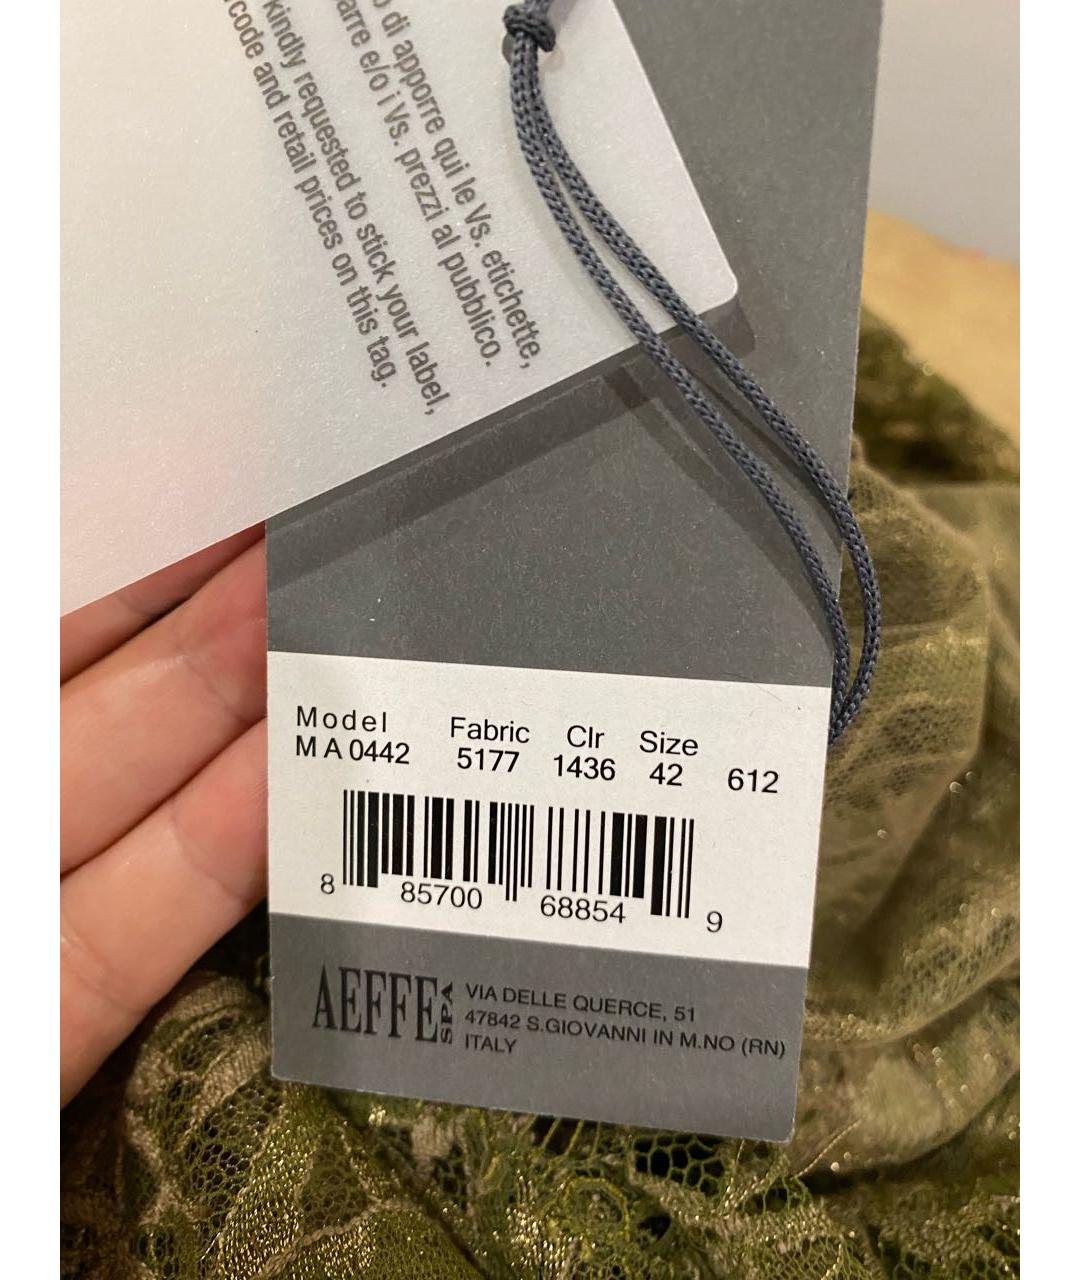 di apporre qui le Vs. etichette,
e/o i Vs. prezzi al pubblico.
kindly requested to stick your label,
code and retail prices on this tag.
Model Fabric Clr Size
M A 0442 5177 1436 42 612
8 85700 68854 9
AEFFE SPA
VIA DELLE QUERCE, 51
47842 S.GIOVANNI IN M.NO (RN)
ITALY